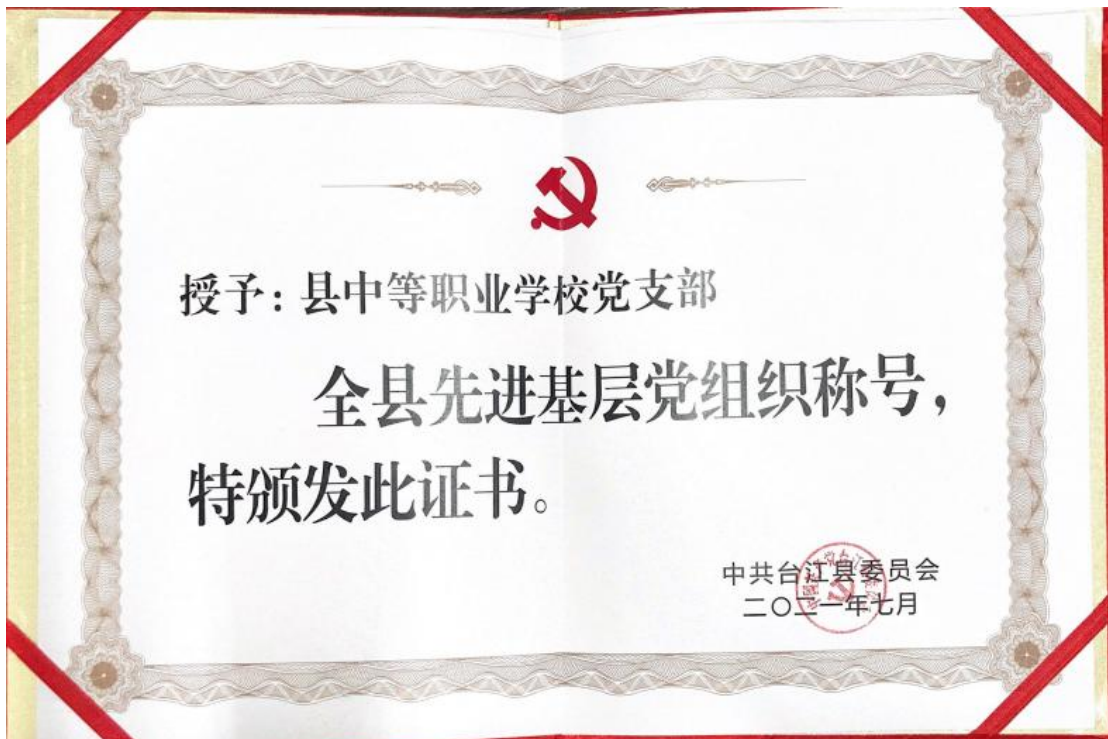 授予：县中等职业学校党支部
全县先进基层党组织称号，
特颁发此证书。
中共台江县委员会
二〇二一年七月